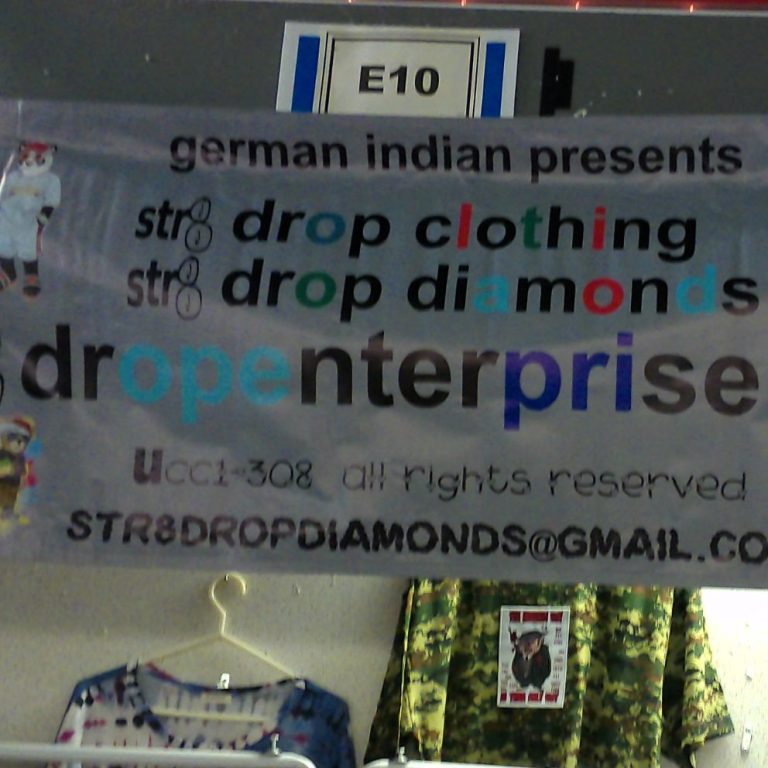 E10
german indian presents
str8 drop clothing
str8 drop diamonds
dropenterprise
ucc1-308 all rights reserved
STR8DROPDIAMONDS@GMAIL.CO